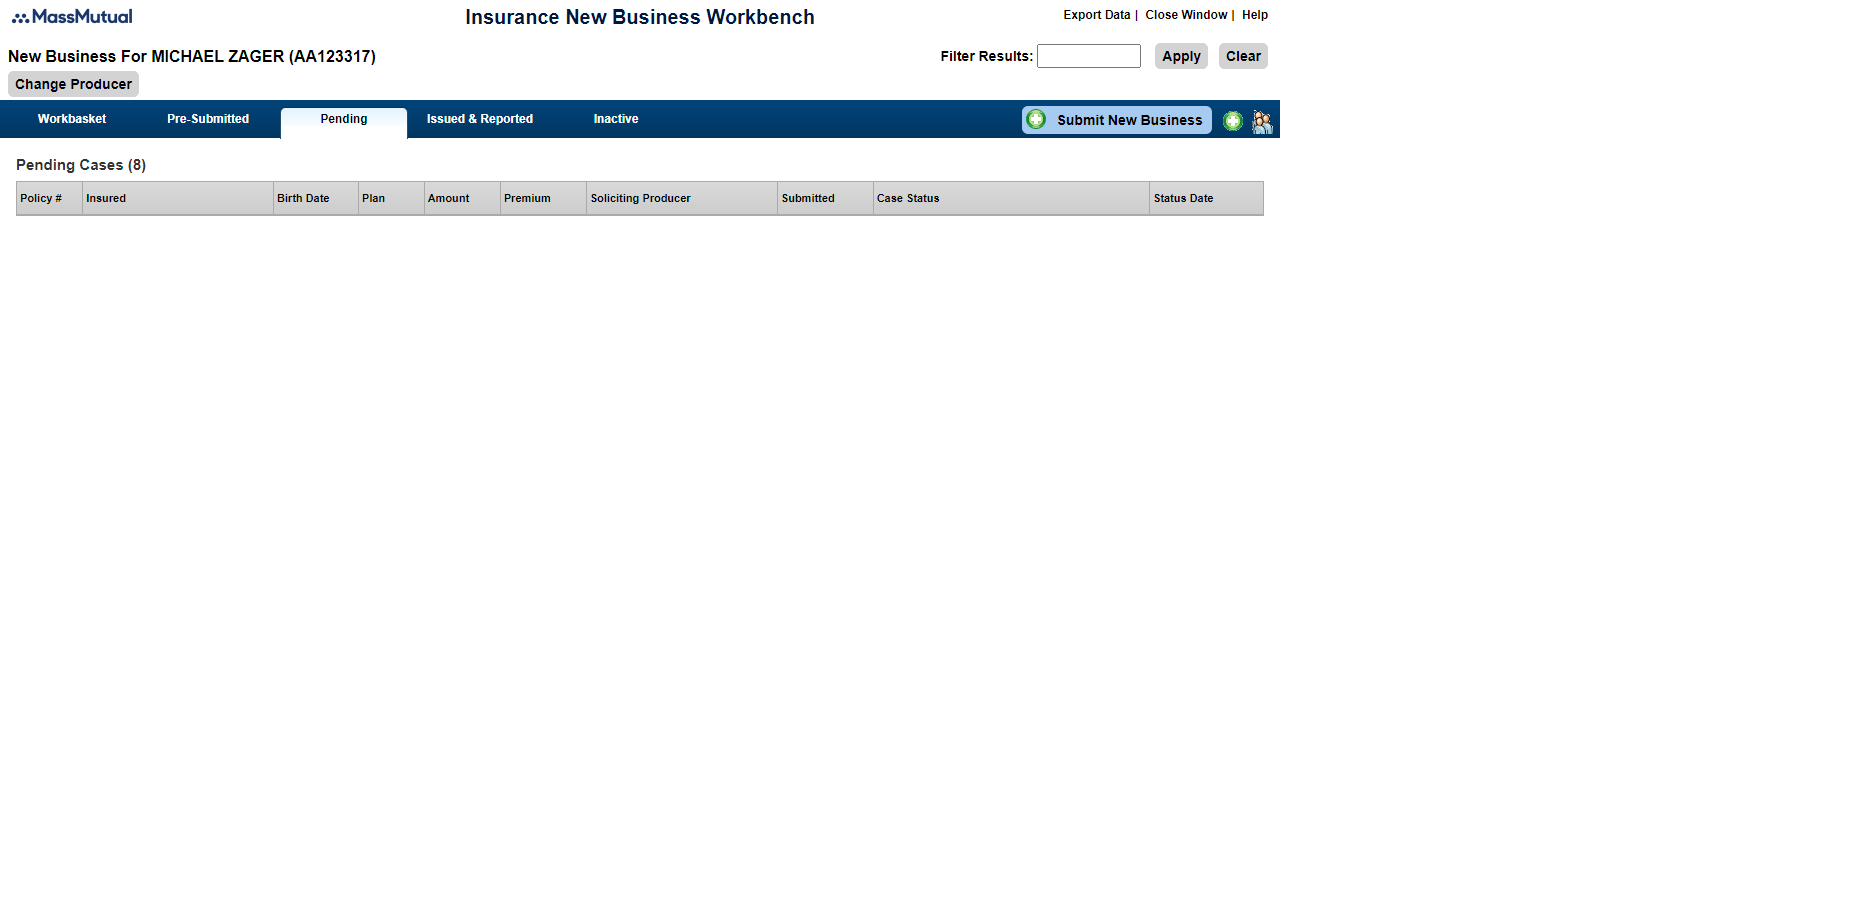 MassMutual
Insurance New Business Workbench
Export Data | Close Window | Help
New Business For MICHAEL ZAGER (AA123317)
Filter Results: Apply Clear
Change Producer
Workbasket Pre-Submitted Pending Issued & Reported Inactive Submit New Business
Pending Cases (8)
Policy # Insured Birth Date Plan Amount Premium Soliciting Producer Submitted Case Status Status Date